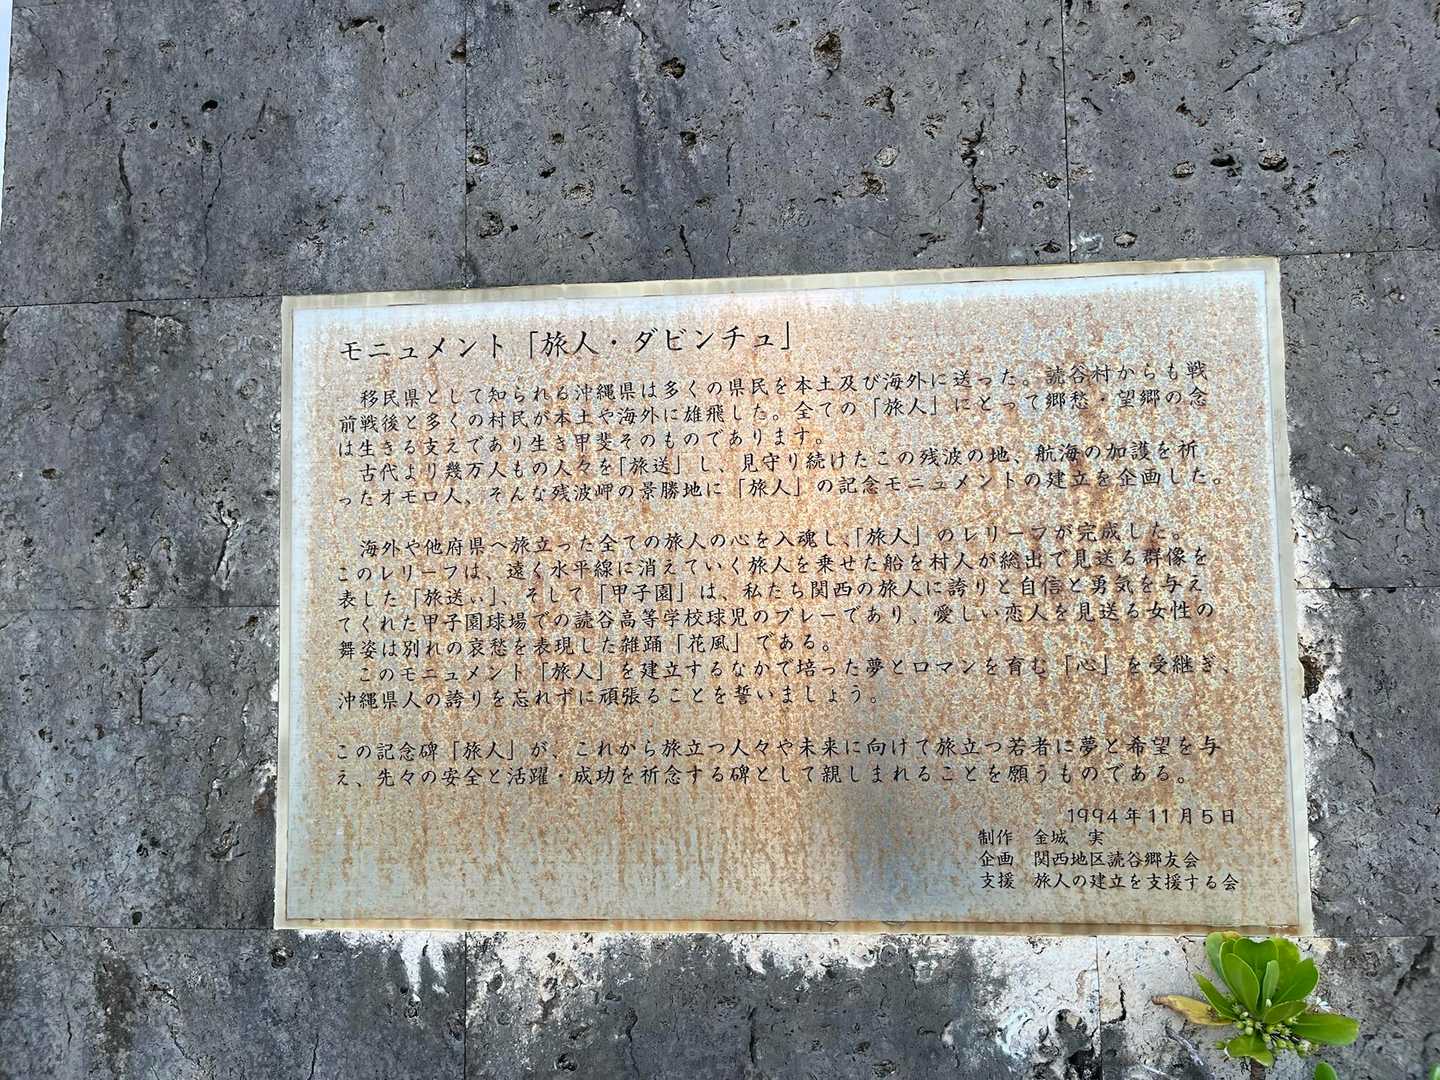 モニュメント「旅人・ダビンチュ」
移民県として知られる沖縄県は多くの県民を本土及び海外に送った。読谷村からも戦
前戦後と多くの村民が本土や海外に雄飛した。全ての「旅人」にとって郷愁・望郷の念
は生きる支えであり生き甲斐そのものであります。
古代より幾万人もの人々を「旅送」し、見守り続けたこの残波の地、航海の加護を祈
ったオモロ人、そんな残波岬の景勝地に「旅人」の記念モニュメントの建立を企画した。
海外や他府県へ旅立った全ての旅人の心を入魂し、「旅人」のレリーフが完成した。
このレリーフは、遠く水平線に消えていく旅人を乗せた船を村人が総出で見送る群像を
表した「旅送ぃ」、そして「甲子園」は、私たち関西の旅人に誇りと自信と勇気を与え
てくれた甲子園球場での読谷高等学校球児のプレーであり、愛しい恋人を見送る女性の
舞姿は別れの哀愁を表現した雑踊「花風」である。
このモニュメント「旅人」を建立するなかで培った夢とロマンを育む「心」を受継ぎ、
沖縄県人の誇りを忘れずに頑張ることを誓いましょう。
この記念碑「旅人」が、これから旅立つ人々や未来に向けて旅立つ若者に夢と希望を与
え、先々の安全と活躍・成功を祈念する碑として親しまれることを願うものである。
1994年11月5日
制作 金城 実
企画 関西地区読谷郷友会
支援 旅人の建立を支援する会